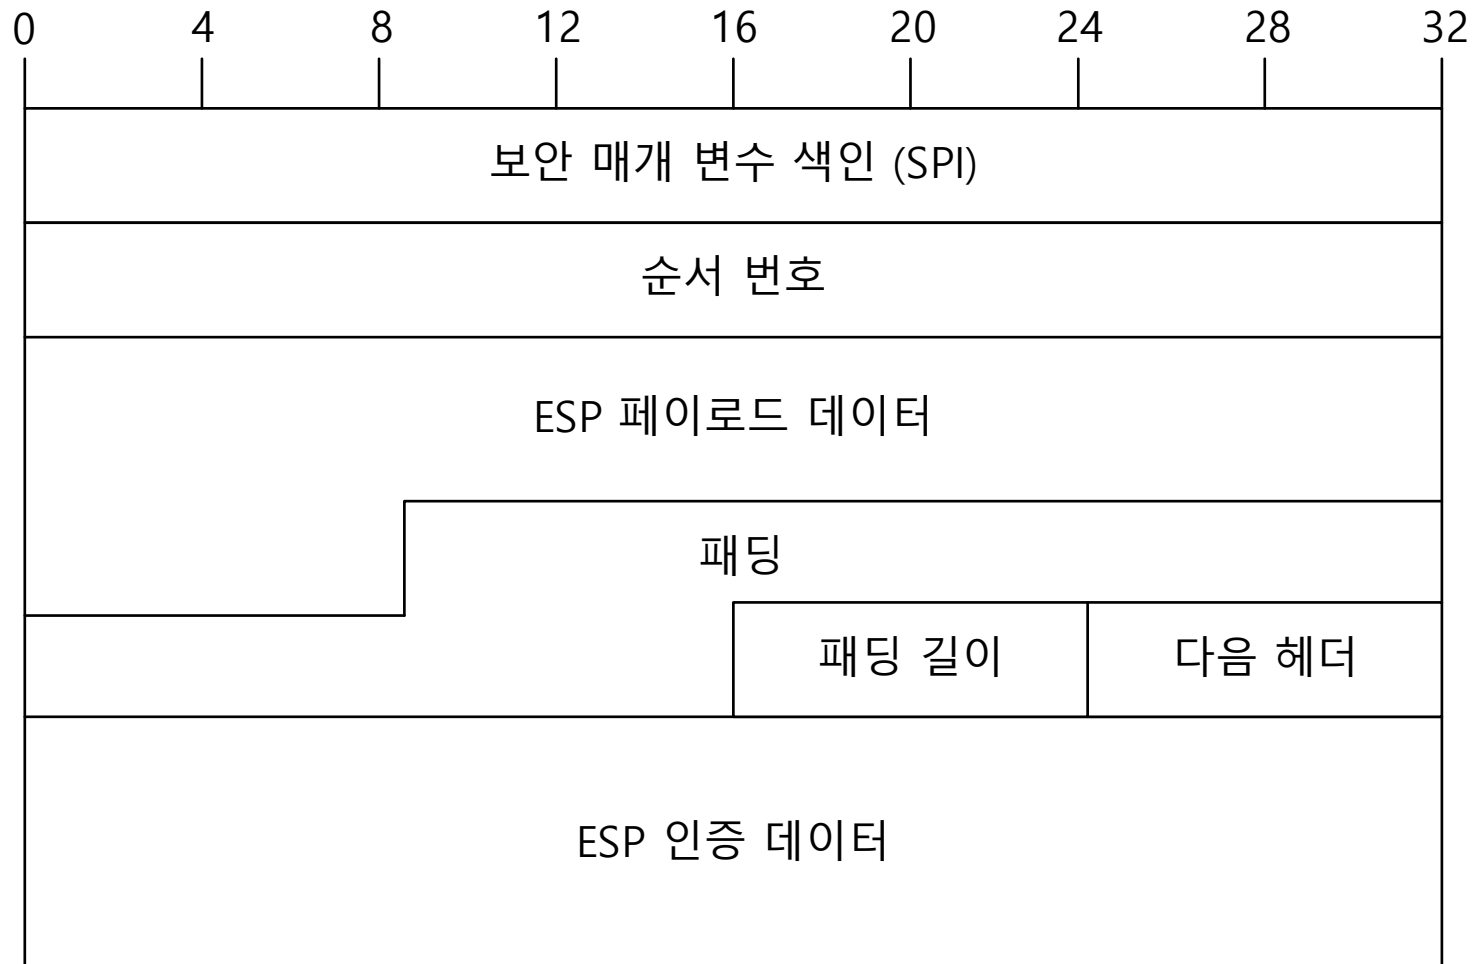 0 4 8 12 16 20 24 28 32
보안 매개 변수 색인 (SPI)
순서 번호
ESP 페이로드 데이터
패딩
패딩 길이 다음 헤더
ESP 인증 데이터